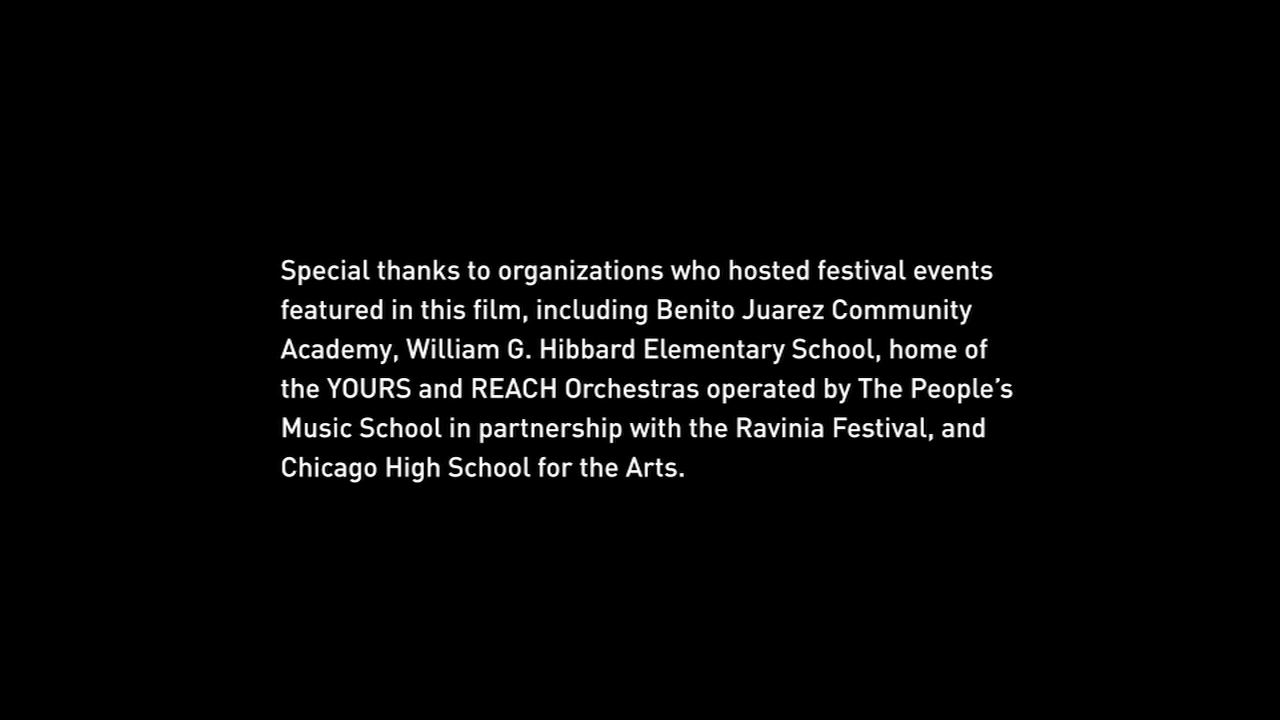 Special thanks to organizations who hosted festival events
featured in this film, including Benito Juarez Community
Academy, William G. Hibbard Elementary School, home of
the YOURS and REACH Orchestras operated by The People’s
Music School in partnership with the Ravinia Festival, and
Chicago High School for the Arts.